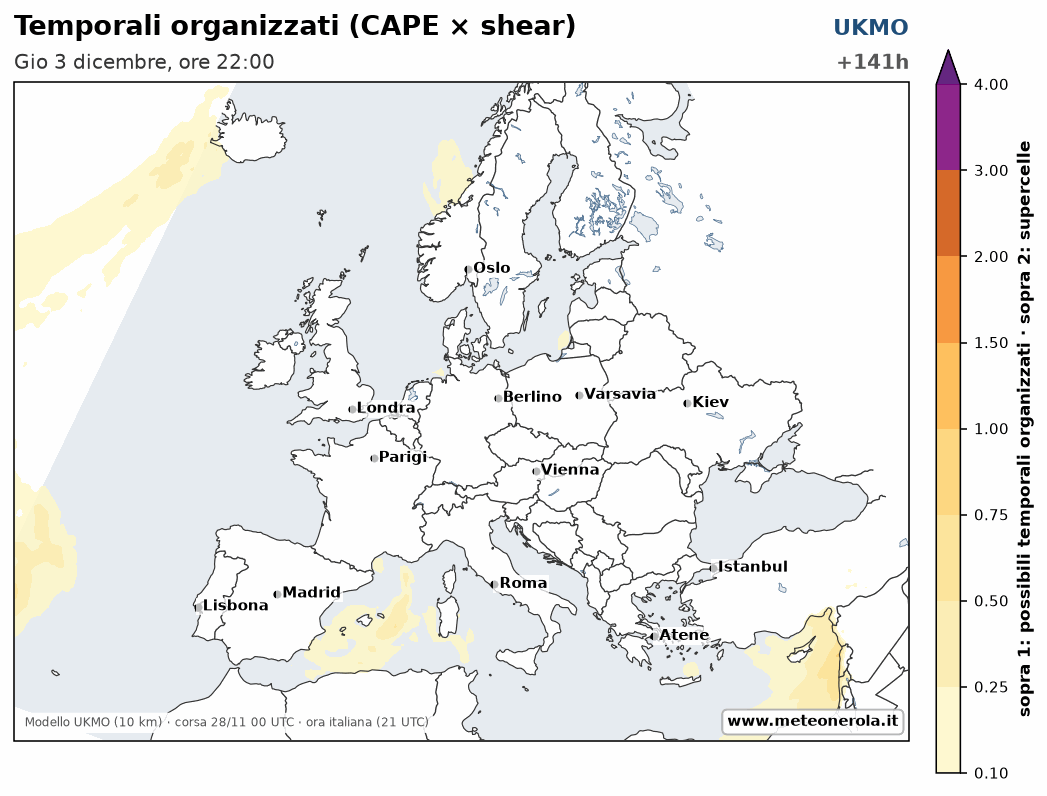 Temporali organizzati (CAPE × shear)
UKMO
Gio 3 dicembre, ore 22:00
+141h
4.00
3.00
2.00
1.50
1.00
0.75
0.50
0.25
0.10
sopra 1: possibili temporali organizzati · sopra 2: supercelle
Oslo
Londra
Berlino
Varsavia
Kiev
Parigi
Vienna
Istanbul
Roma
Madrid
Lisbona
Atene
Modello UKMO (10 km) · corsa 28/11 00 UTC · ora italiana (21 UTC)
www.meteonerola.it